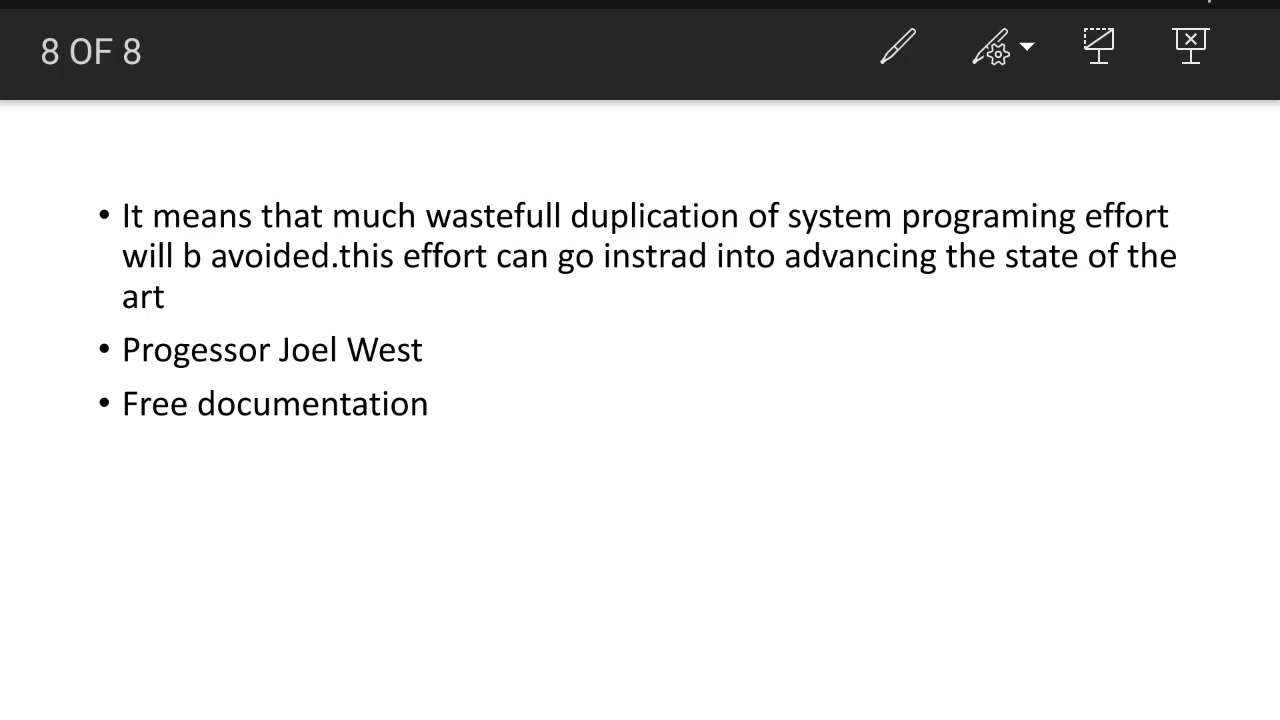 8 OF 8
• It means that much wastefull duplication of system programing effort
will b avoided.this effort can go instrad into advancing the state of the
art
• Progessor Joel West
• Free documentation